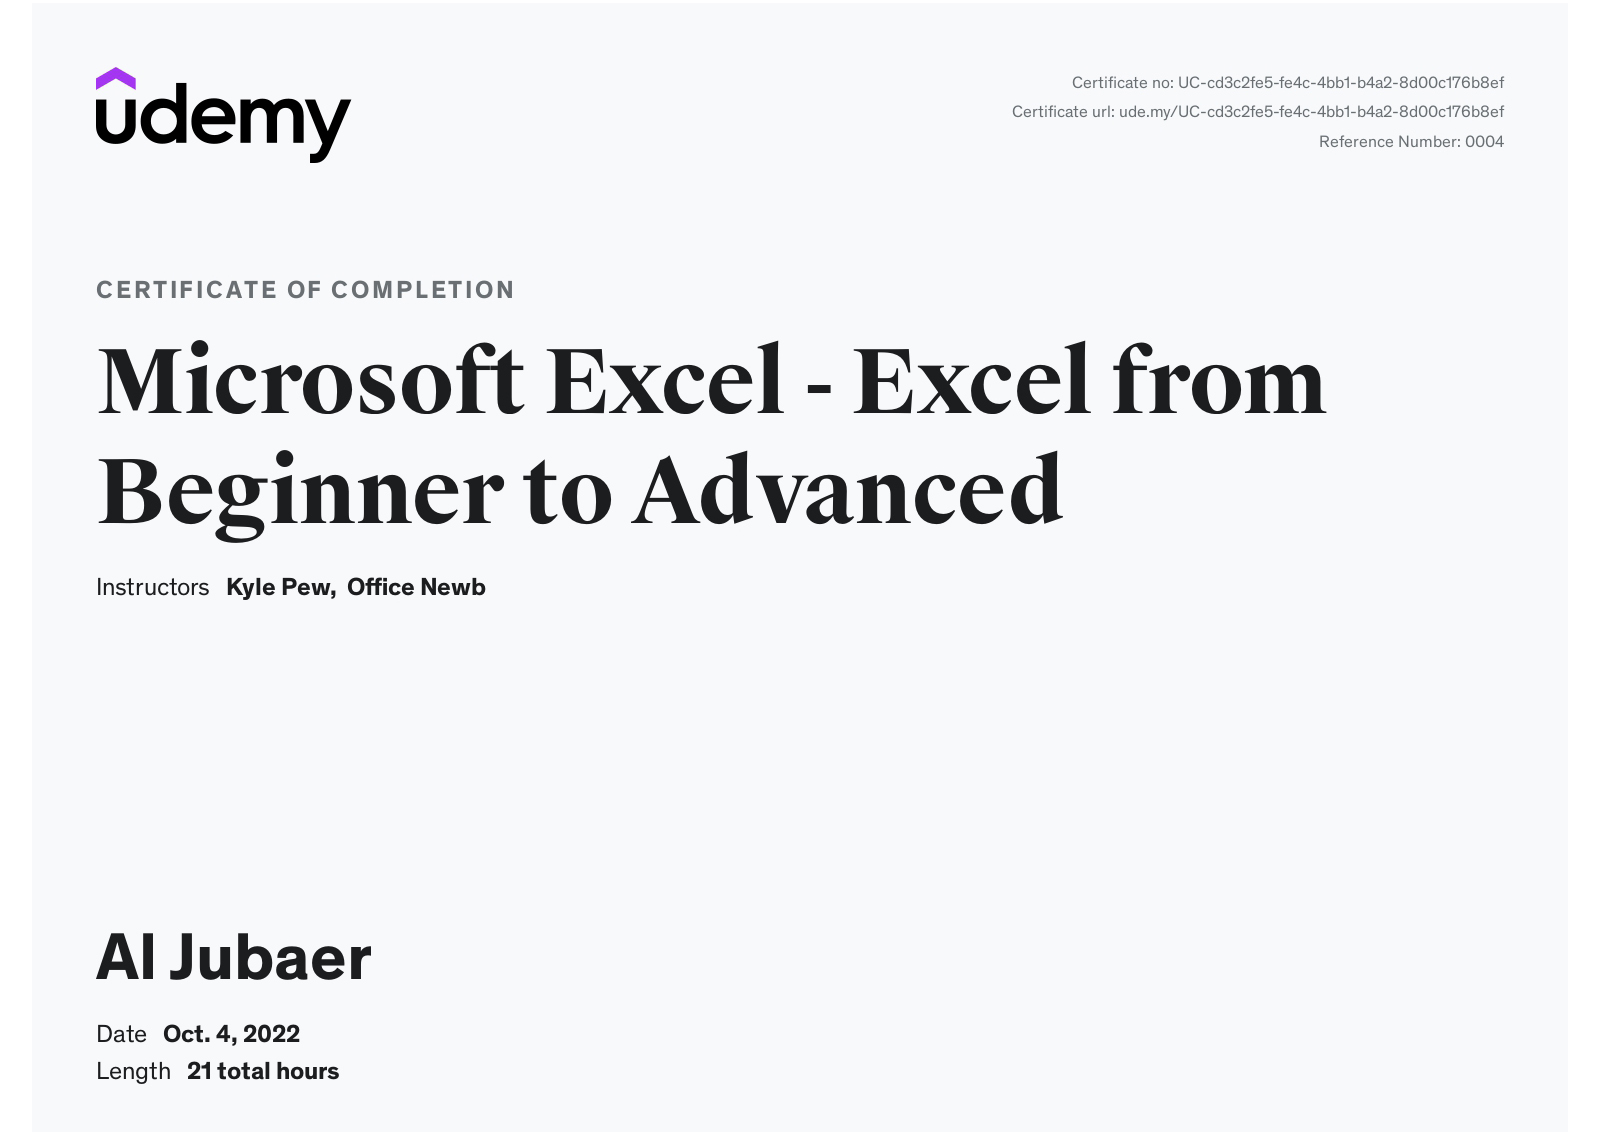 udemy
Certificate no: UC-cd3c2fe5-fe4c-4bb1-b4a2-8d00c176b8ef
Certificate url: ude.my/UC-cd3c2fe5-fe4c-4bb1-b4a2-8d00c176b8ef
Reference Number: 0004
CERTIFICATE OF COMPLETION
Microsoft Excel - Excel from
Beginner to Advanced
Instructors Kyle Pew, Office Newb
Al Jubaer
Date Oct. 4, 2022
Length 21 total hours